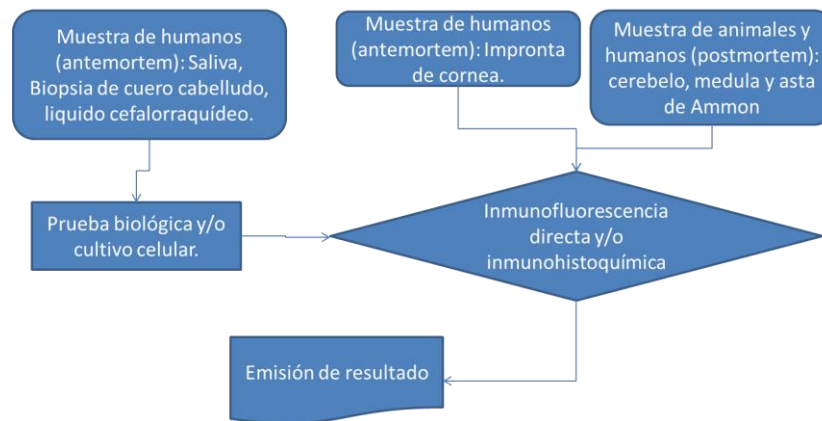 Muestra de humanos
(antemortem): Saliva,
Biopsia de cuero cabelludo,
liquido cefalorraquídeo.
Muestra de humanos
(antemortem): Impronta
de cornea.
Muestra de animales y
humanos (postmortem):
cerebelo, medula y asta
de Ammon
Prueba biológica y/o
cultivo celular.
Inmunofluorescencia
directa y/o
inmunohistoquímica
Emisión de resultado